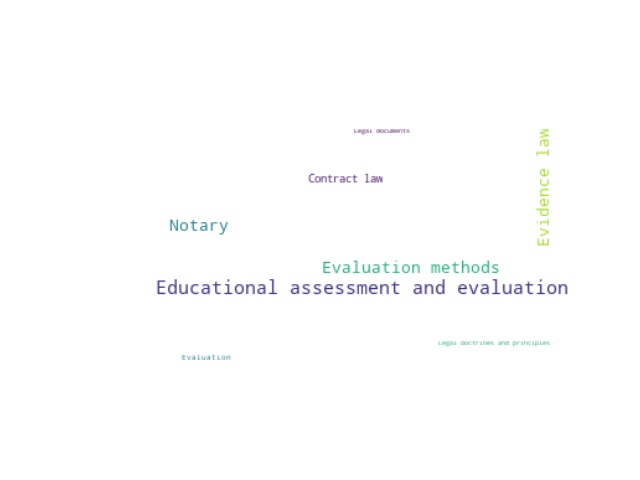 Legal documents
Evidence law
Contract law
Notary
Evaluation methods
Educational assessment and evaluation
Legal doctrines and principles
Evaluation